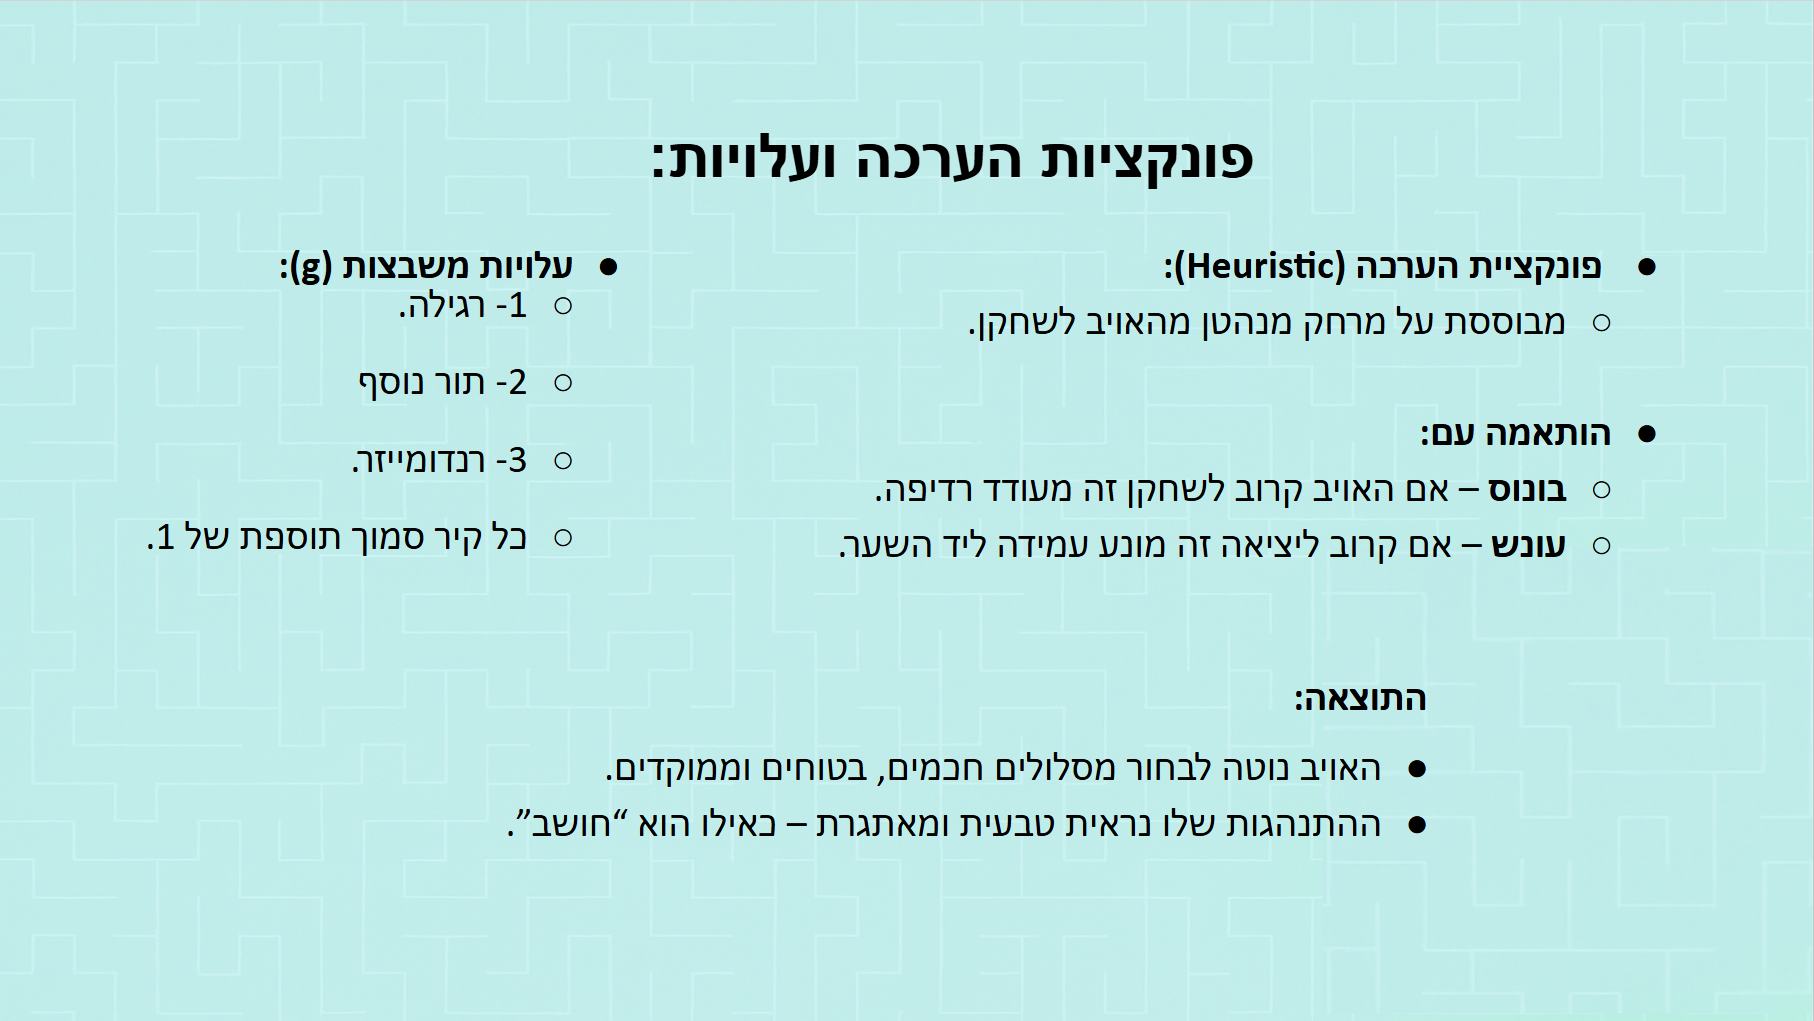 פונקציות הערכה ועלויות:
● פונקציית הערכה (Heuristic):
○ מבוססת על מרחק מנהטן מהאויב לשחקן.
● הותאמה עם:
○ בונוס – אם האויב קרוב לשחקן זה מעודד רדיפה.
○ עונש – אם קרוב ליציאה זה מונע עמידה ליד השער.
● עלויות משבצות (g):
○ 1- רגילה.
○ 2- תור נוסף
○ 3- רנדומייזר.
○ כל קיר סמוך תוספת של 1.
התוצאה:
● האויב נוטה לבחור מסלולים חכמים, בטוחים וממוקדים.
● ההתנהגות שלו נראית טבעית ומאתגרת – כאילו הוא “חושב”.